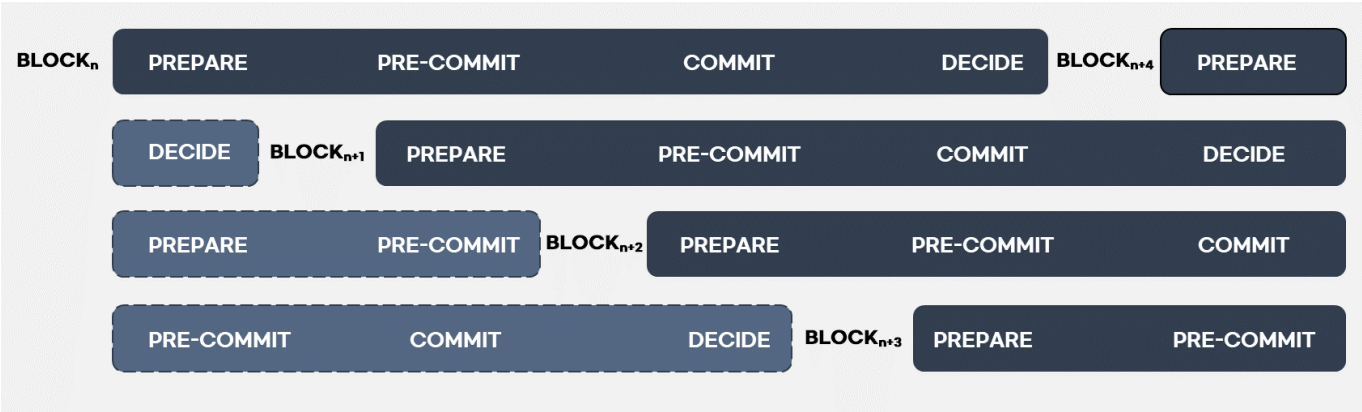 BLOCKn PREPARE PRE-COMMIT COMMIT DECIDE BLOCKn+4 PREPARE
DECIDE BLOCKn+1 PREPARE PRE-COMMIT COMMIT DECIDE
PREPARE PRE-COMMIT BLOCKn+2 PREPARE PRE-COMMIT COMMIT
PRE-COMMIT COMMIT DECIDE BLOCKn+3 PREPARE PRE-COMMIT